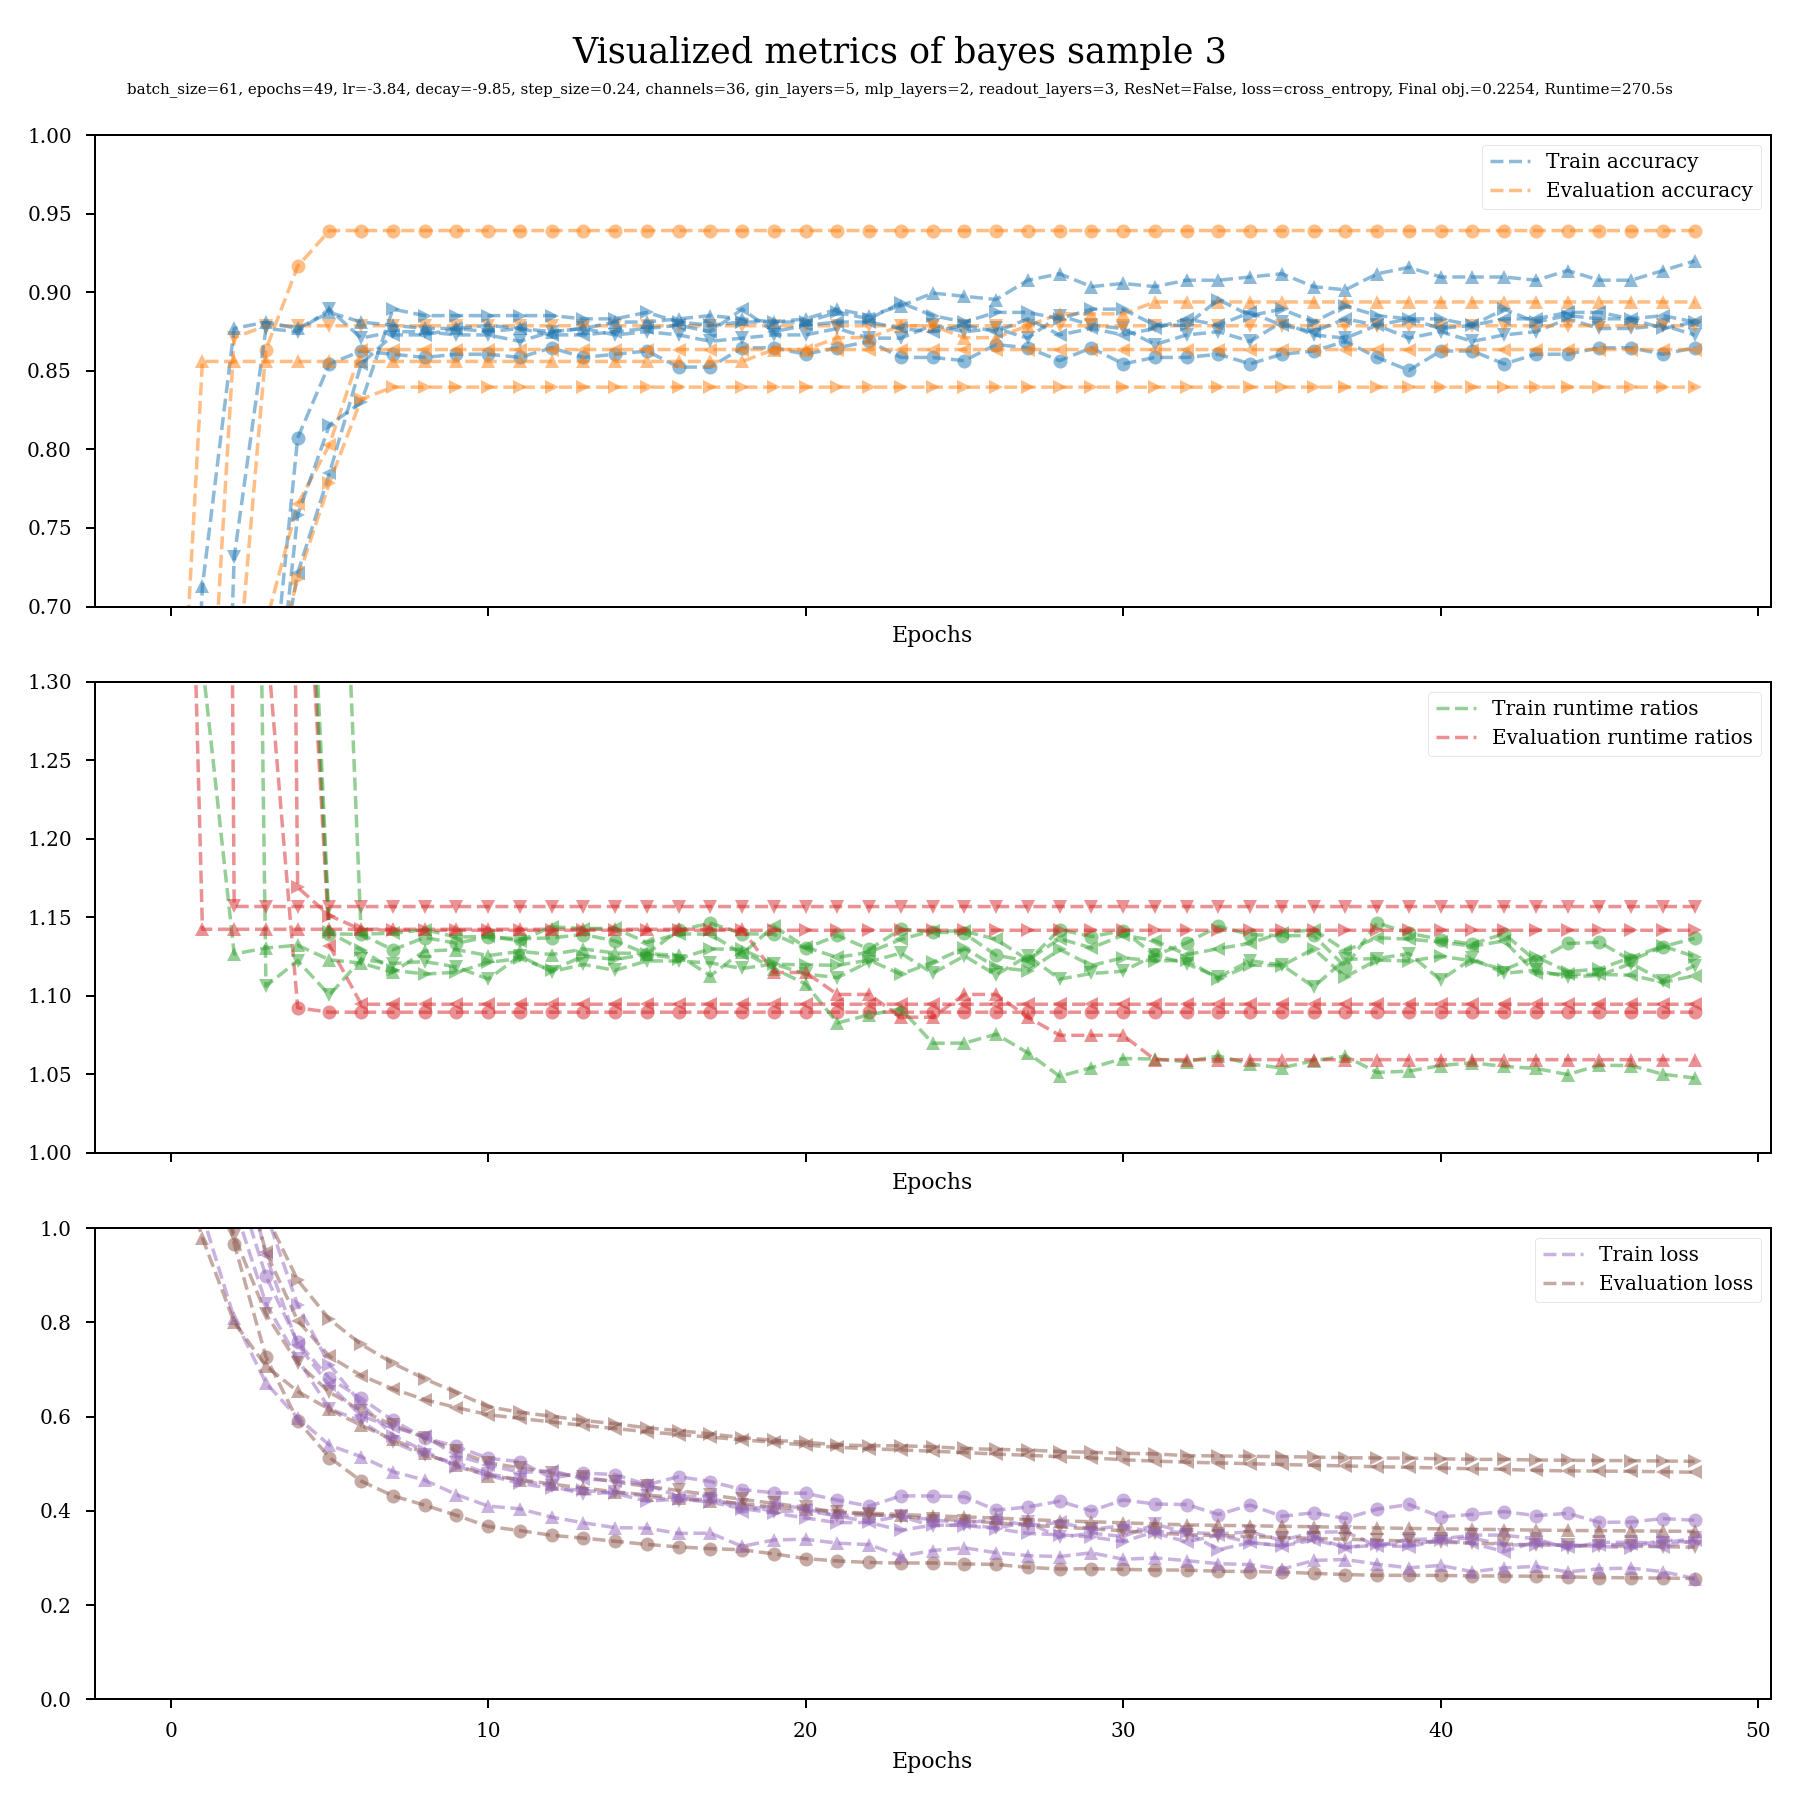 Visualized metrics of bayes sample 3
batch_size=61, epochs=49, lr=-3.84, decay=-9.85, step_size=0.24, channels=36, gin_layers=5, mlp_layers=2, readout_layers=3, ResNet=False, loss=cross_entropy, Final obj.=0.2254, Runtime=270.5s
1.00
0.95
0.90
0.85
0.80
0.75
0.70
Train accuracy
Evaluation accuracy
Epochs
1.30
1.25
1.20
1.15
1.10
1.05
1.00
Train runtime ratios
Evaluation runtime ratios
Epochs
1.0
0.8
0.6
0.4
0.2
0.0
Train loss
Evaluation loss
0 10 20 30 40 50
Epochs